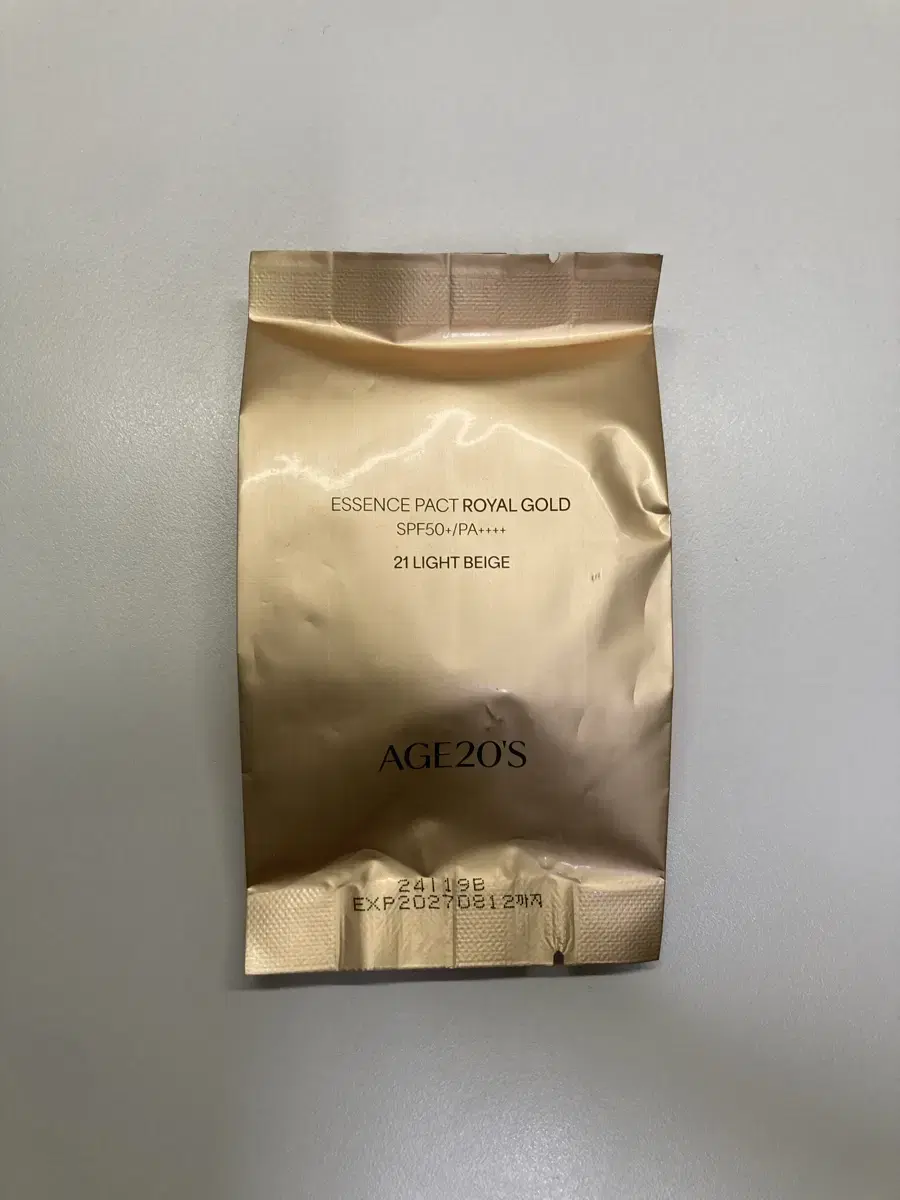 ESSENCE PACT ROYAL GOLD
SPF50+/PA++++
21 LIGHT BEIGE
AGE20'S
24I19B
EXP20270812까지